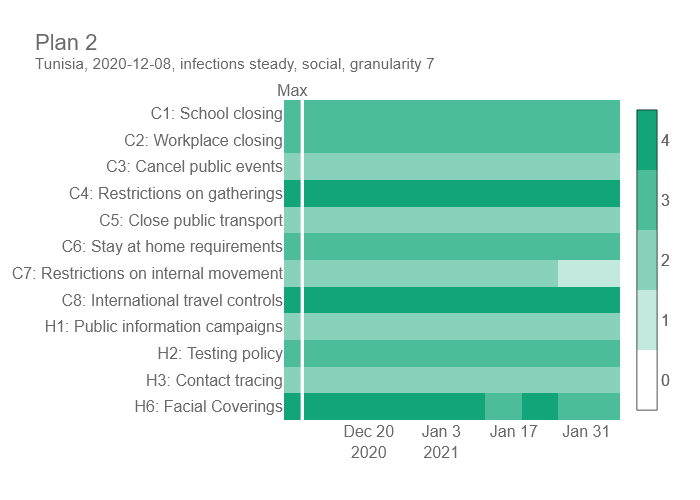 Plan 2
Tunisia, 2020-12-08, infections steady, social, granularity 7
Max
C1: School closing
C2: Workplace closing
C3: Cancel public events
C4: Restrictions on gatherings
C5: Close public transport
C6: Stay at home requirements
C7: Restrictions on internal movement
C8: International travel controls
H1: Public information campaigns
H2: Testing policy
H3: Contact tracing
H6: Facial Coverings
Dec 20 Jan 3 Jan 17 Jan 31
2020 2021
4
3
2
1
0